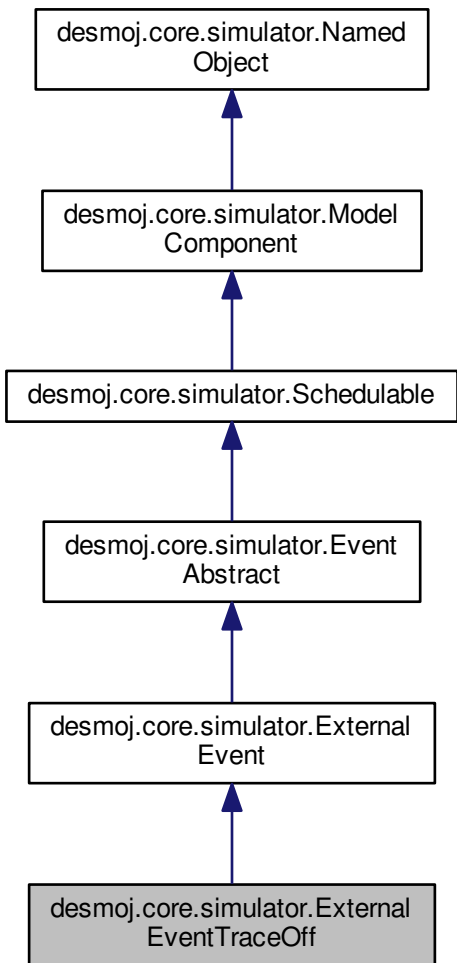 desmoj.core.simulator.Named
Object
desmoj.core.simulator.Model
Component
desmoj.core.simulator.Schedulable
desmoj.core.simulator.Event
Abstract
desmoj.core.simulator.External
Event
desmoj.core.simulator.External
EventTraceOff